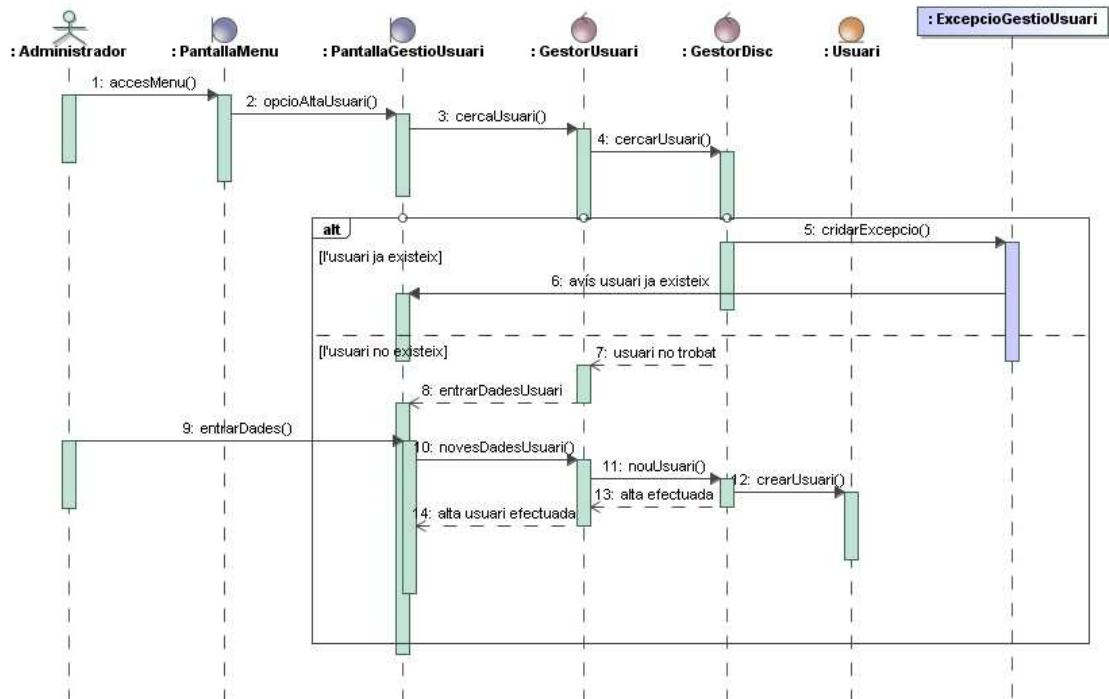 : ExcepcioGestioUsuari
: Administrador
: PantallaMenu
: PantallaGestioUsuari
: GestorUsuari
: GestorDisc
: Usuari
1: accesMenu()
2: opcioAltaUsuari()
3: cercaUsuari()
4: cercarUsuari()
alt
5: cridarExcepcio()
[l'usuari ja existeix]
6: avís usuari ja existeix
[l'usuari no existeix]
7: usuari no trobat
8: entrarDadesUsuari
9: entrarDades()
10: novesDadesUsuari()
11: nouUsuari()
12: crearUsuari()
13: alta efectuada
14: alta usuari efectuada